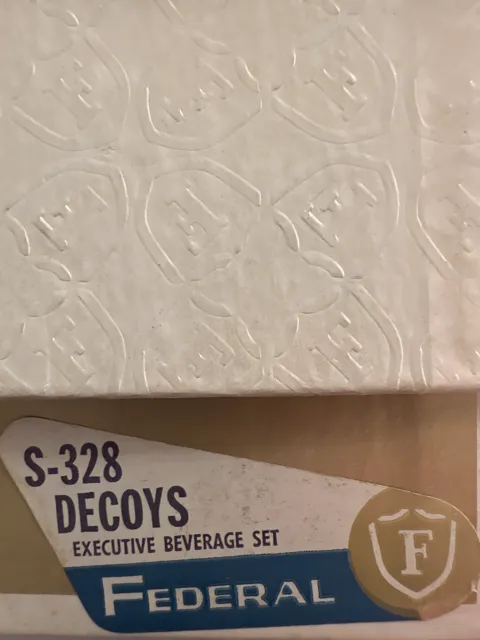 S-328
DECOYS
EXECUTIVE BEVERAGE SET
FEDERAL
F